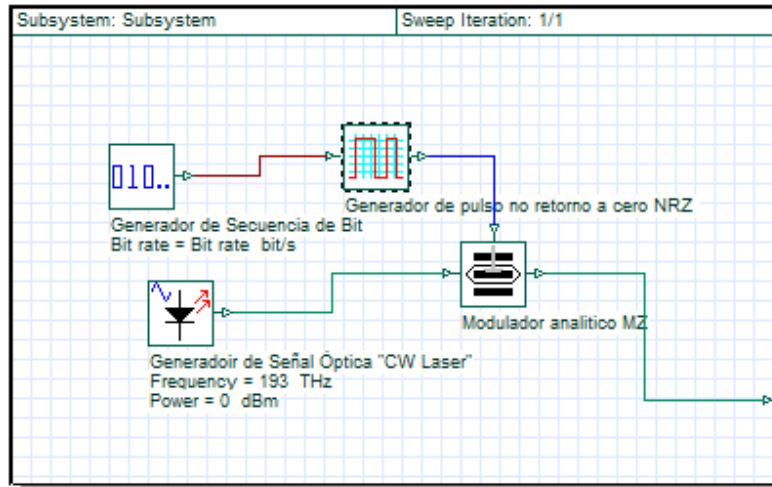 Subsystem: Subsystem
Sweep Iteration: 1/1
010..
Generador de pulso no retorno a cero NRZ
Generador de Secuencia de Bit
Bit rate = Bit rate bit/s
Modulador analitico MZ
Generadoir de Señal Óptica "CW Laser"
Frequency = 193 THz
Power = 0 dBm